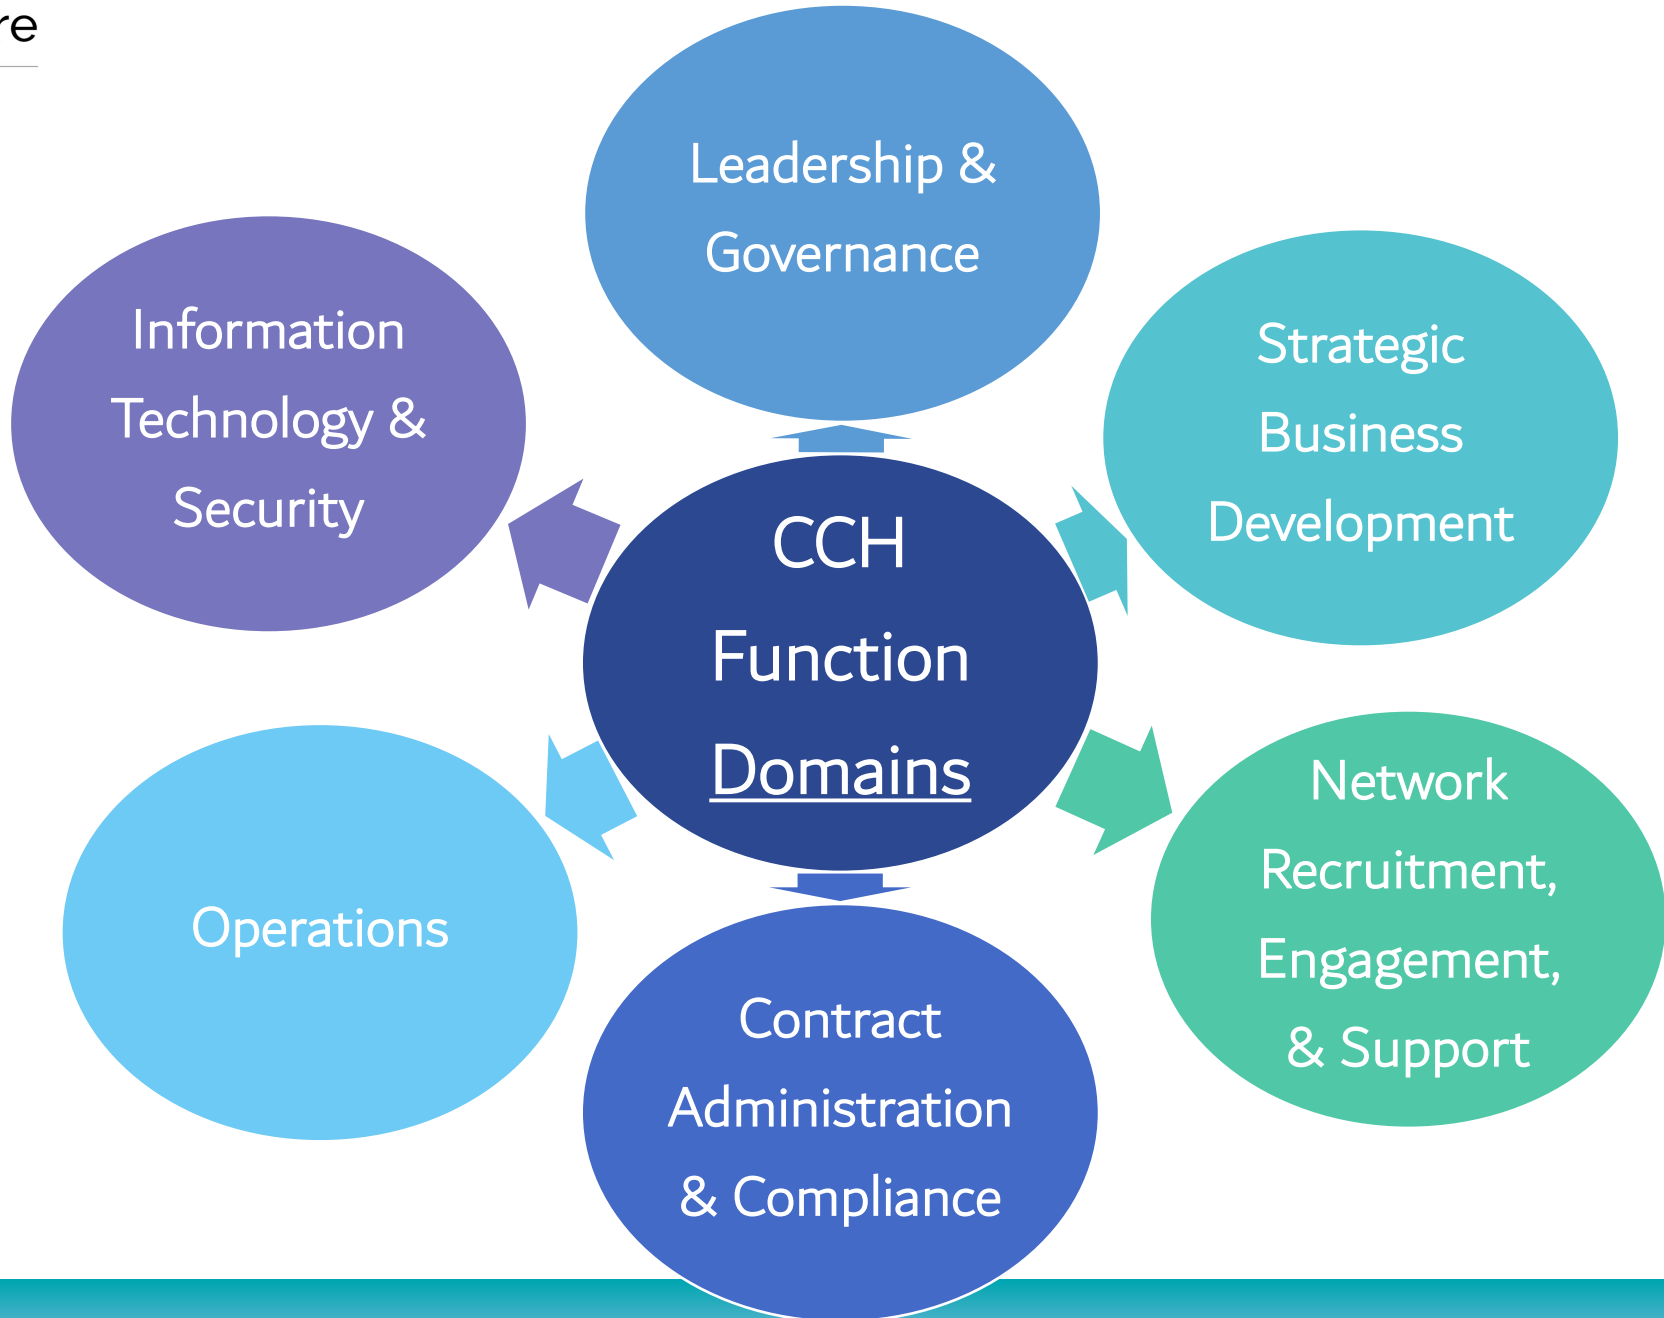 re
Leadership &
Governance
Strategic
Business
Development
Network
Recruitment,
Engagement,
& Support
Contract
Administration
& Compliance
Operations
Information
Technology &
Security
CCH
Function
Domains